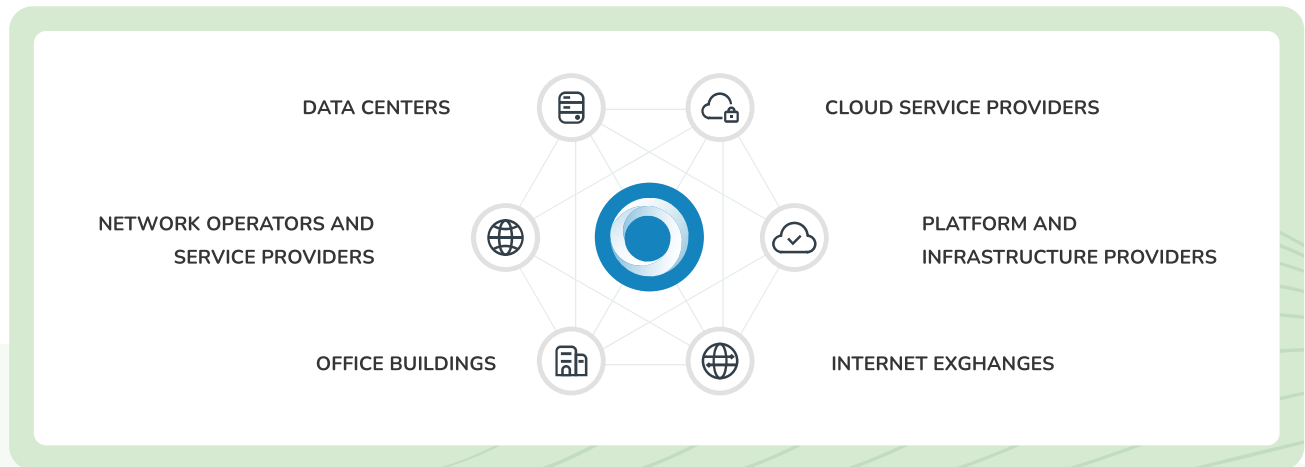 DATA CENTERS
CLOUD SERVICE PROVIDERS
NETWORK OPERATORS AND
SERVICE PROVIDERS
PLATFORM AND
INFRASTRUCTURE PROVIDERS
OFFICE BUILDINGS
INTERNET EXGHANGES